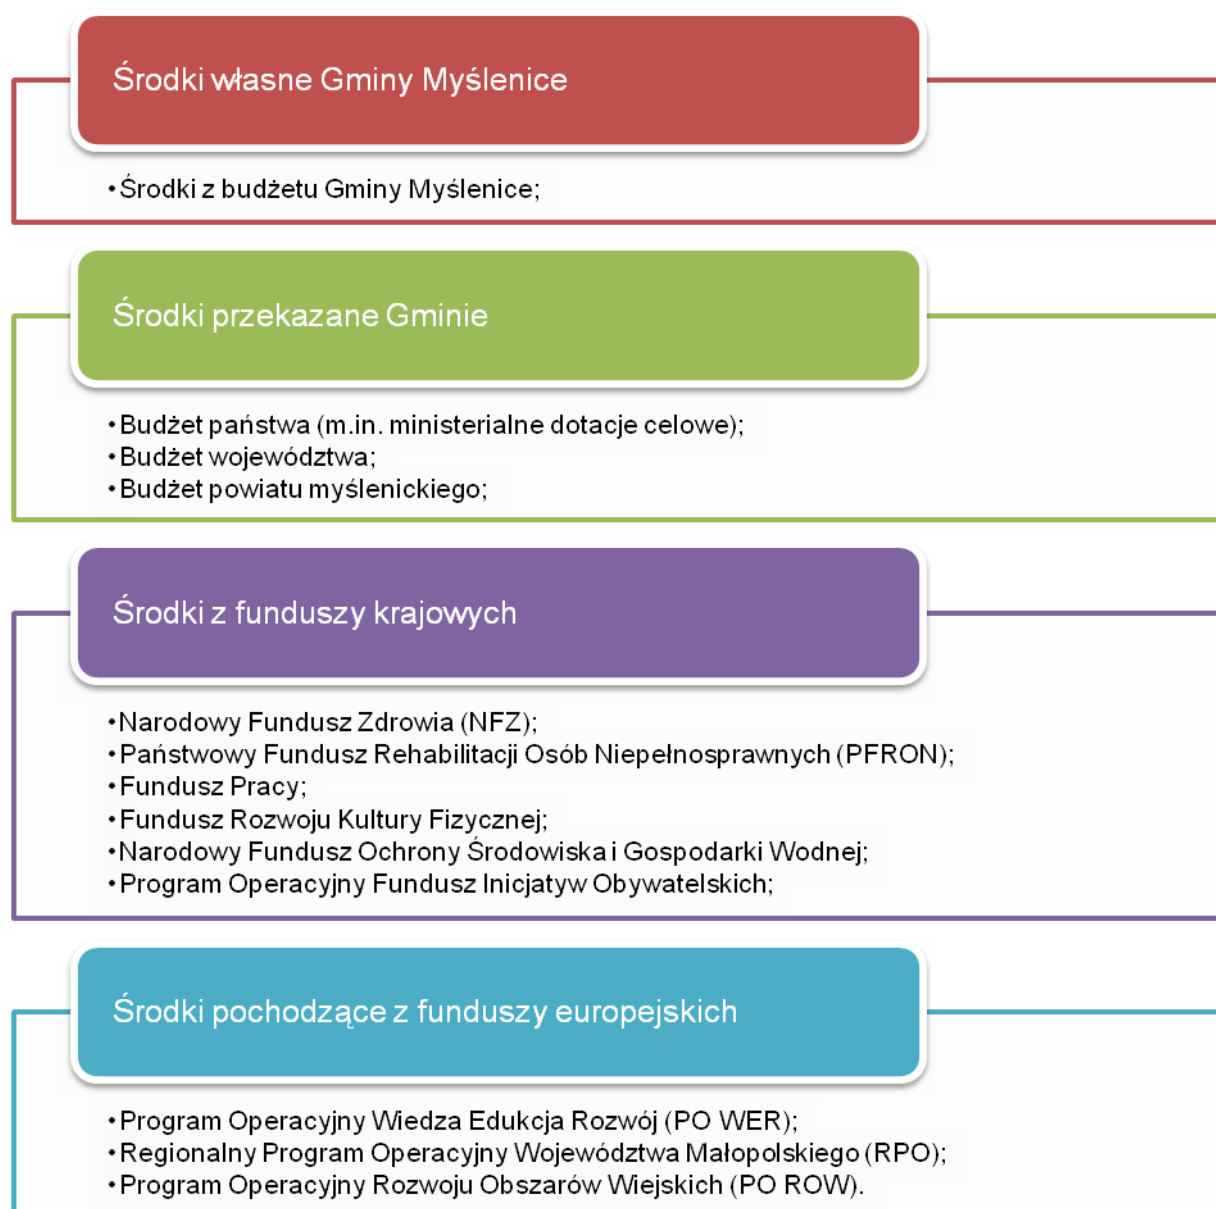 Środki własne Gminy Myślenice
•Środki z budżetu Gminy Myślenice;
Środki przekazane Gminie
•Budżet państwa (m.in. ministerialne dotacje celowe);
•Budżet województwa;
•Budżet powiatu myślenickiego;
Środki z funduszy krajowych
•Narodowy Fundusz Zdrowia (NFZ);
•Państwowy Fundusz Rehabilitacji Osób Niepełnosprawnych (PFRON);
•Fundusz Pracy;
•Fundusz Rozwoju Kultury Fizycznej;
•Narodowy Fundusz Ochrony Środowiska i Gospodarki Wodnej;
•Program Operacyjny Fundusz Inicjatyw Obywatelskich;
Środki pochodzące z funduszy europejskich
•Program Operacyjny Wiedza Edukcja Rozwój (PO WER);
•Regionalny Program Operacyjny Województwa Małopolskiego (RPO);
•Program Operacyjny Rozwoju Obszarów Wiejskich (PO ROW).